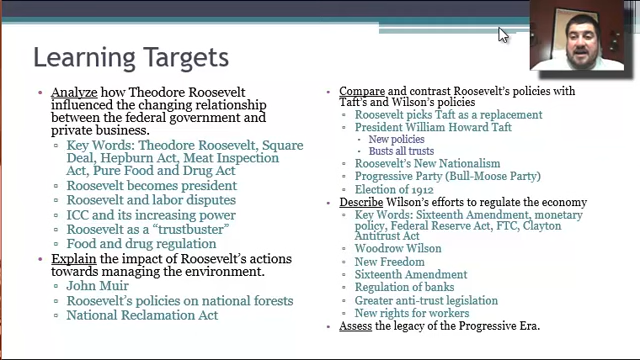 Learning Targets
Analyze how Theodore Roosevelt
influenced the changing relationship
between the federal government and
private business.
Key Words: Theodore Roosevelt, Square
Deal, Hepburn Act, Meat Inspection
Act, Pure Food and Drug Act
Roosevelt becomes president
Roosevelt and labor disputes
ICC and its increasing power
Roosevelt as a “trustbuster”
Food and drug regulation
Explain the impact of Roosevelt’s actions
towards managing the environment.
John Muir
Roosevelt’s policies on national forests
National Reclamation Act
Compare and contrast Roosevelt’s policies with
Taft’s and Wilson’s policies
Roosevelt picks Taft as a replacement
President William Howard Taft
New policies
Busts all trusts
Roosevelt’s New Nationalism
Progressive Party (Bull-Moose Party)
Election of 1912
Describe Wilson’s efforts to regulate the economy
Key Words: Sixteenth Amendment, monetary
policy, Federal Reserve Act, FTC, Clayton
Antitrust Act
Woodrow Wilson
New Freedom
Sixteenth Amendment
Regulation of banks
Greater anti-trust legislation
New rights for workers
Assess the legacy of the Progressive Era.